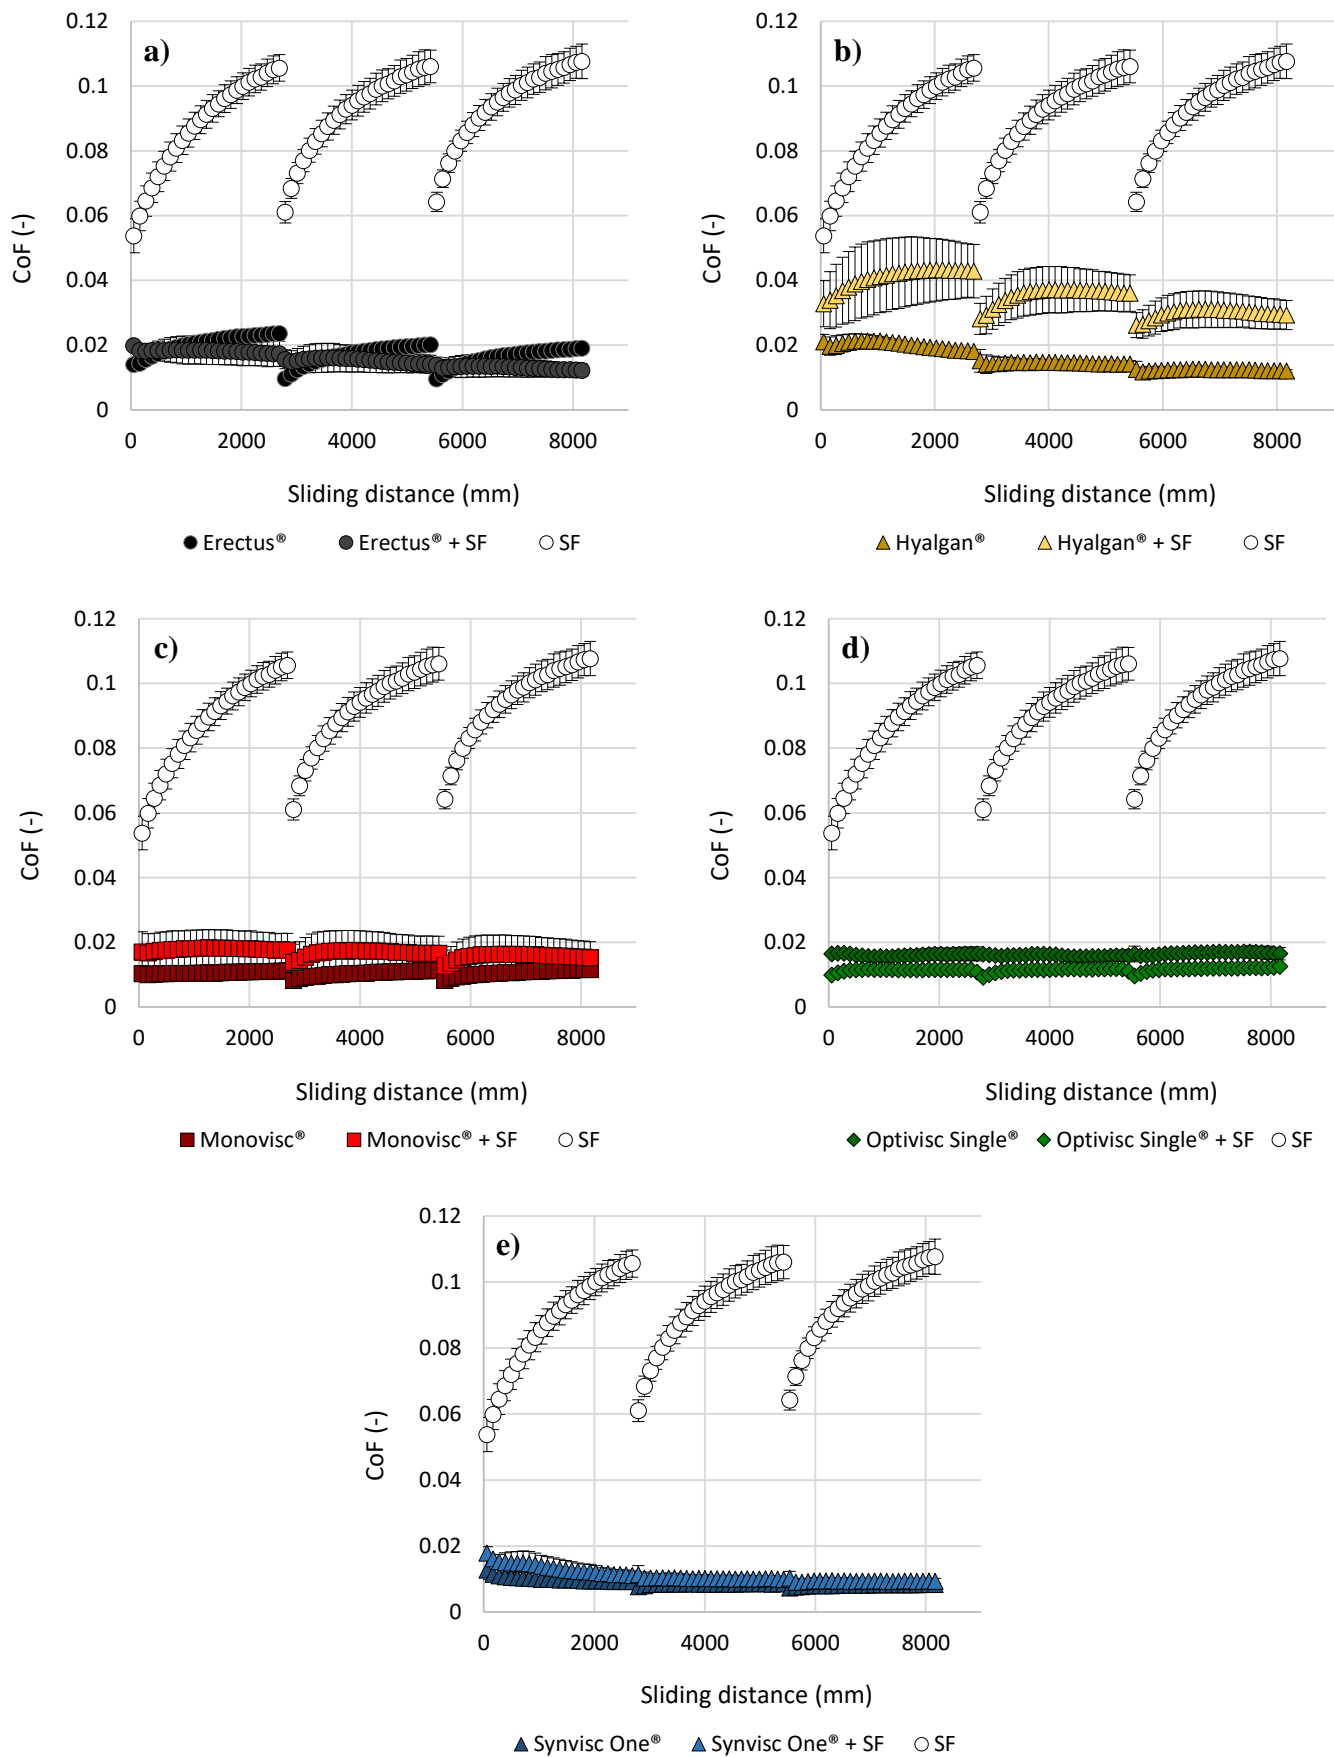 0.12
a)
0.1
0.08
0.06
0.04
0.02
0
CoF (-)
0 2000 4000 6000 8000
Sliding distance (mm)
Erectus® Erectus® + SF SF
0.12
b)
0.1
0.08
0.06
0.04
0.02
0
CoF (-)
0 2000 4000 6000 8000
Sliding distance (mm)
Hyalgan® Hyalgan® + SF SF
0.12
c)
0.1
0.08
0.06
0.04
0.02
0
CoF (-)
0 2000 4000 6000 8000
Sliding distance (mm)
Monovisc® Monovisc® + SF SF
0.12
d)
0.1
0.08
0.06
0.04
0.02
0
CoF (-)
0 2000 4000 6000 8000
Sliding distance (mm)
Optivisc Single® Optivisc Single® + SF SF
0.12
e)
0.1
0.08
0.06
0.04
0.02
0
CoF (-)
0 2000 4000 6000 8000
Sliding distance (mm)
Synvisc One® Synvisc One® + SF SF